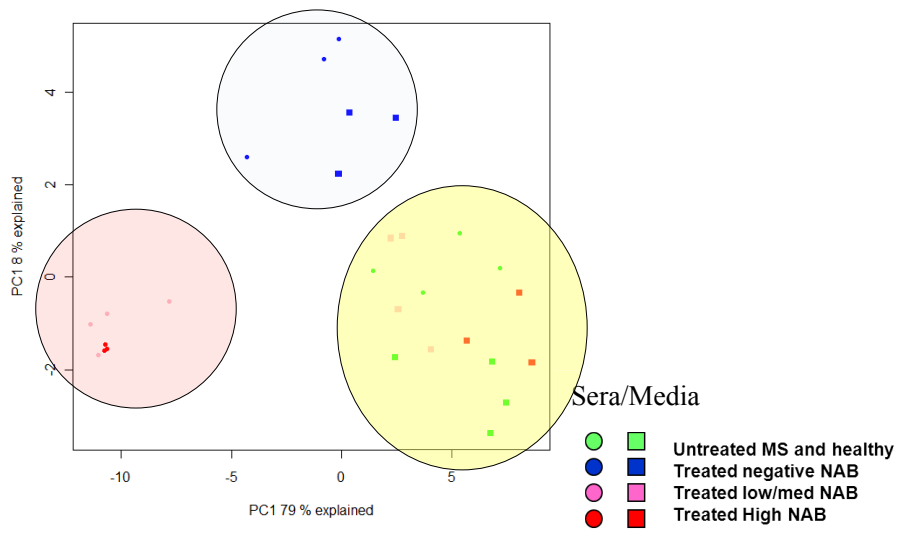 4
2
0
-2
PC1 8 % explained
-10
-5
0
5
PC1 79 % explained
Sera/Media
Untreated MS and healthy
Treated negative NAB
Treated low/med NAB
Treated High NAB